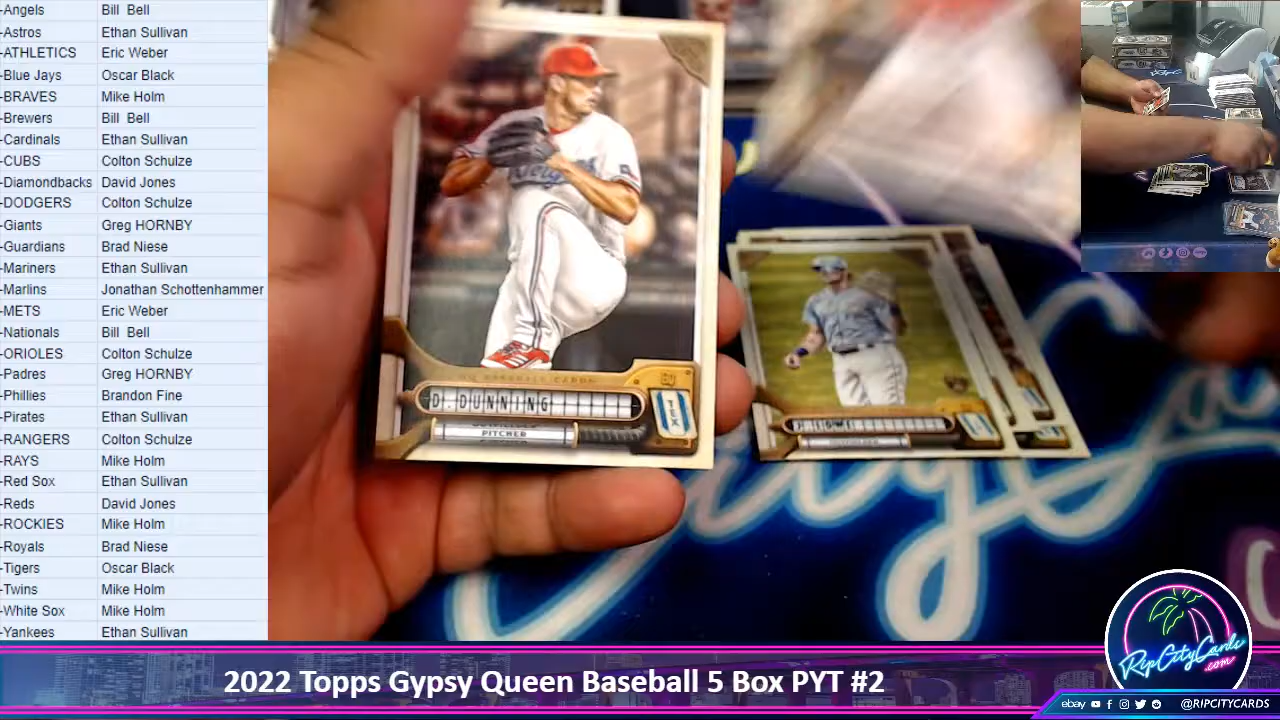 -Angels Bill Bell
-Astros Ethan Sullivan
-ATHLETICS Eric Weber
-Blue Jays Oscar Black
-BRAVES Mike Holm
-Brewers Bill Bell
-Cardinals Ethan Sullivan
-CUBS Colton Schulze
-Diamondbacks David Jones
-DODGERS Colton Schulze
-Giants Greg HORNBY
-Guardians Brad Niese
-Mariners Ethan Sullivan
-Marlins Jonathan Schottenhammer
-METS Eric Weber
-Nationals Bill Bell
-ORIOLES Colton Schulze
-Padres Greg HORNBY
-Phillies Brandon Fine
-Pirates Ethan Sullivan
-RANGERS Colton Schulze
-RAYS Mike Holm
-Red Sox Ethan Sullivan
-Reds David Jones
-ROCKIES Mike Holm
-Royals Brad Niese
-Tigers Oscar Black
-Twins Mike Holm
-White Sox Mike Holm
-Yankees Ethan Sullivan
D. DUNNING
PITCHER
TEX
RipCityCards
.com
2022 Topps Gypsy Queen Baseball 5 Box PYT #2
ebay @RIPCITYCARDS